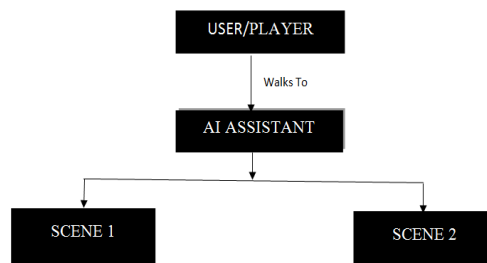 USER/PLAYER
Walks To
AI ASSISTANT
SCENE 1
SCENE 2